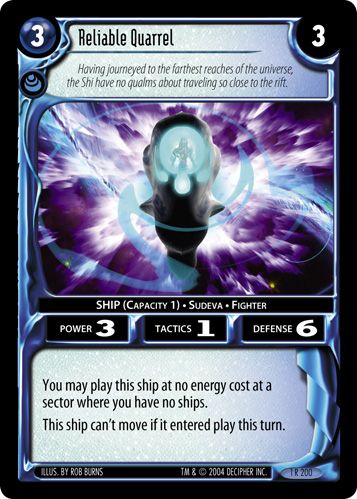 3 Reliable Quarrel 3
Having journeyed to the farthest reaches of the universe,
the Shi have no qualms about traveling so close to the rift.
SHIP (CAPACITY 1) • SUDEVA • FIGHTER
POWER 3 TACTICS 1 DEFENSE 6
You may play this ship at no energy cost at a
sector where you have no ships.
This ship can't move if it entered play this turn.
ILLUS. BY ROB BURNS TM & © 2004 DECIPHER INC. 1 R 200